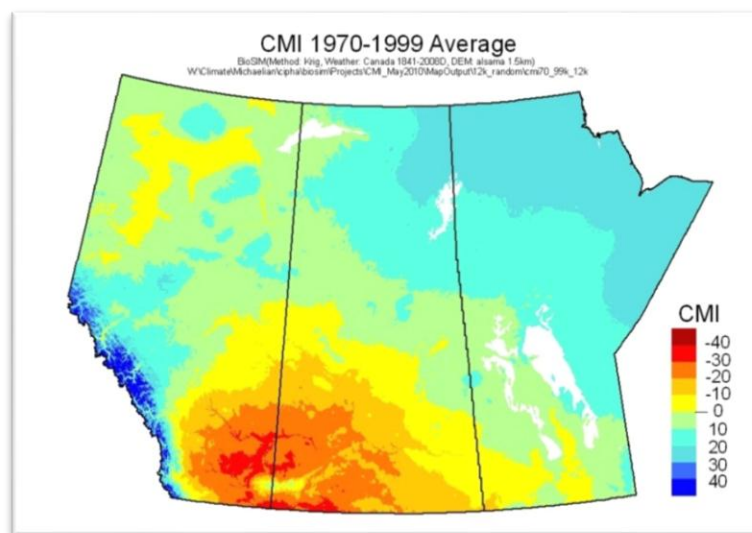 CMI 1970-1999 Average
BioSIM(Method: Krig, Weather: Canada 1841-2008D, DEM: alsama 1.5km)
W:\Climate\Michaelian\cipha\biosim\Projects\CMI_May2010\MapOutput\12k_random\cmi70_99k_12k
CMI
-40
-30
-20
-10
0
10
20
30
40